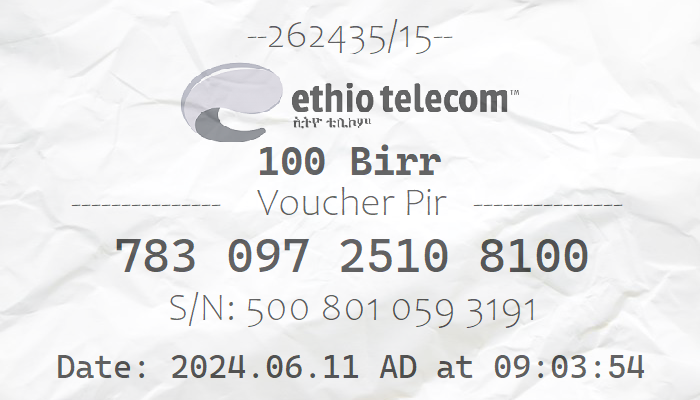 --262435/15--
ethio telecom™
ኢትዮ ቴሌኮም
100 Birr
-------------- Voucher Pir --------------
783 097 2510 8100
S/N: 500 801 059 3191
Date: 2024.06.11 AD at 09:03:54